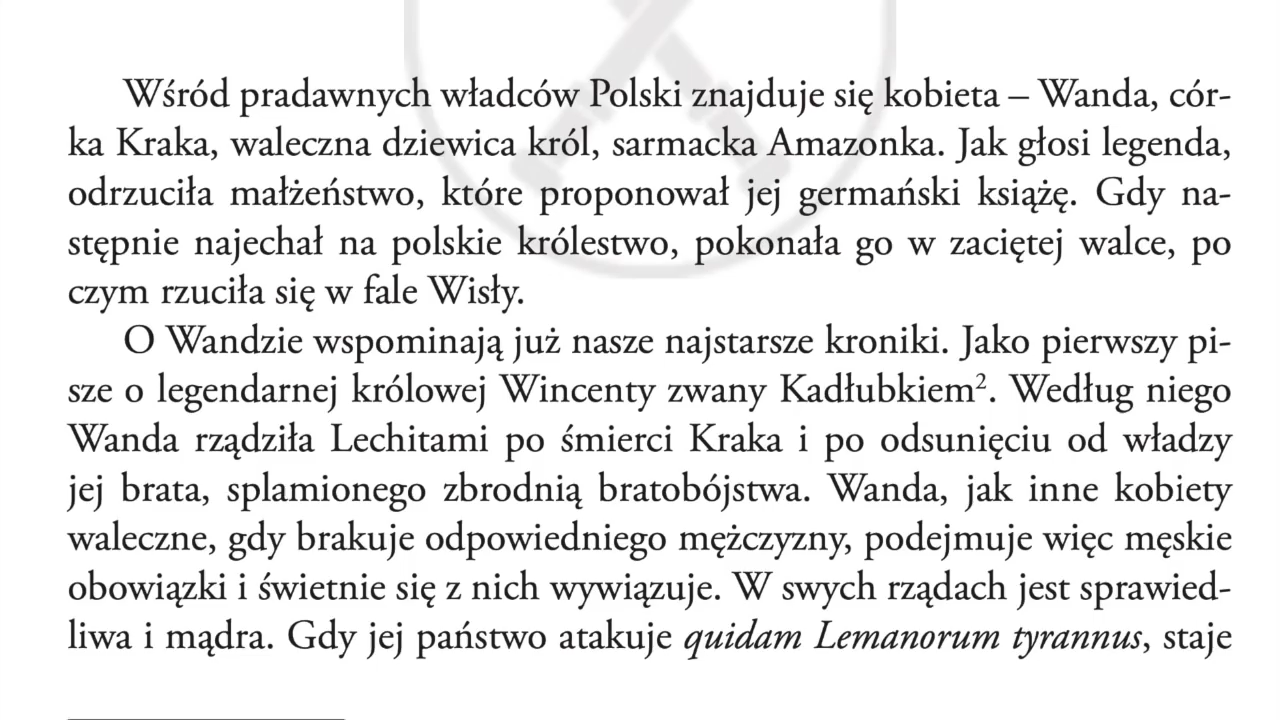 Wśród pradawnych władców Polski znajduje się kobieta – Wanda, cór-
ka Kraka, waleczna dziewica król, sarmacka Amazonka. Jak głosi legenda,
odrzuciła małżeństwo, które proponował jej germański książę. Gdy na-
stępnie najechał na polskie królestwo, pokonała go w zaciętej walce, po
czym rzuciła się w fale Wisły.
O Wandzie wspominają już nasze najstarsze kroniki. Jako pierwszy pi-
sze o legendarnej królowej Wincenty zwany Kadłubkiem². Według niego
Wanda rządziła Lechitami po śmierci Kraka i po odsunięciu od władzy
jej brata, splamionego zbrodnią bratobójstwa. Wanda, jak inne kobiety
waleczne, gdy brakuje odpowiedniego mężczyzny, podejmuje więc męskie
obowiązki i świetnie się z nich wywiązuje. W swych rządach jest sprawied-
liwa i mądra. Gdy jej państwo atakuje quidam Lemanorum tyrannus, staje